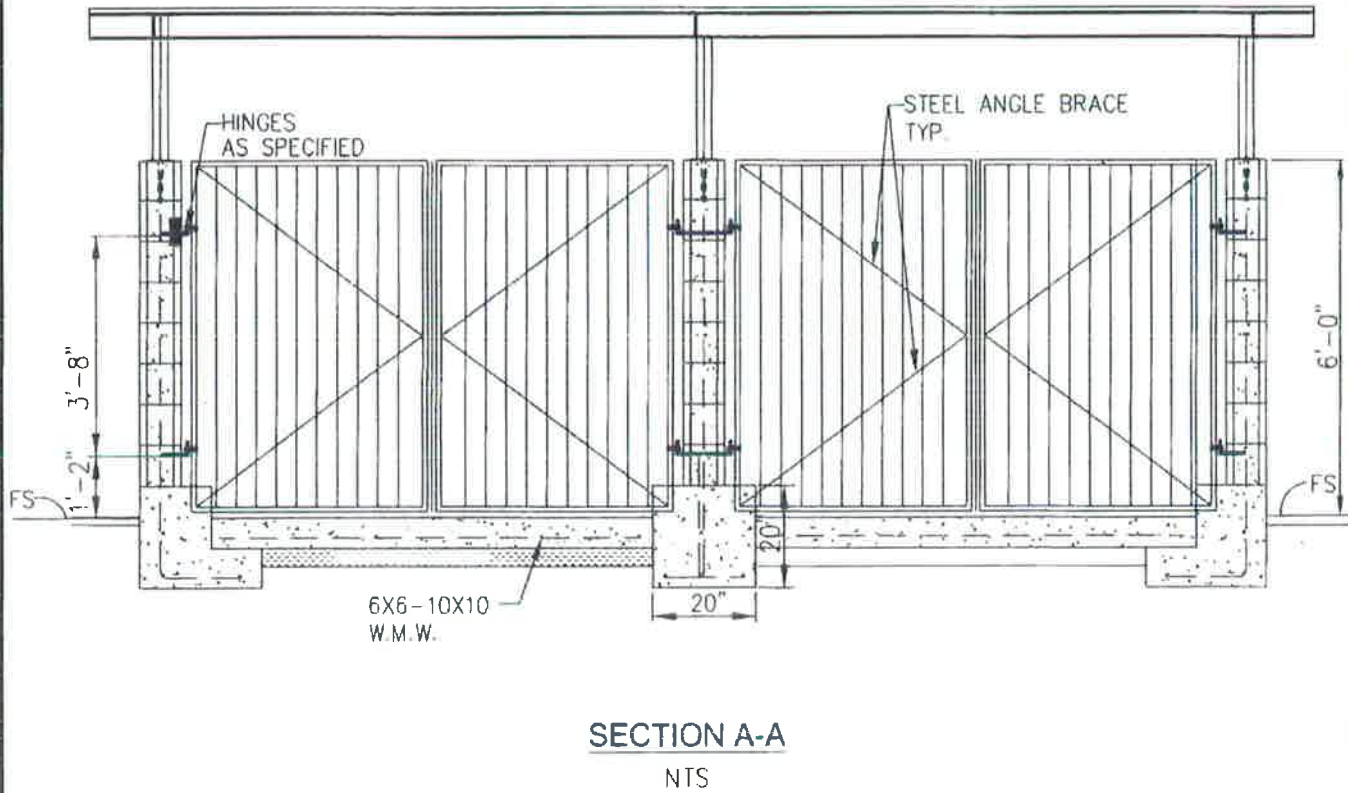 HINGES
AS SPECIFIED
STEEL ANGLE BRACE
TYP.
3'-8"
1'-2"
6'-0"
FS
FS
20"
20"
6X6-10X10
W.M.W.
SECTION A-A
NTS